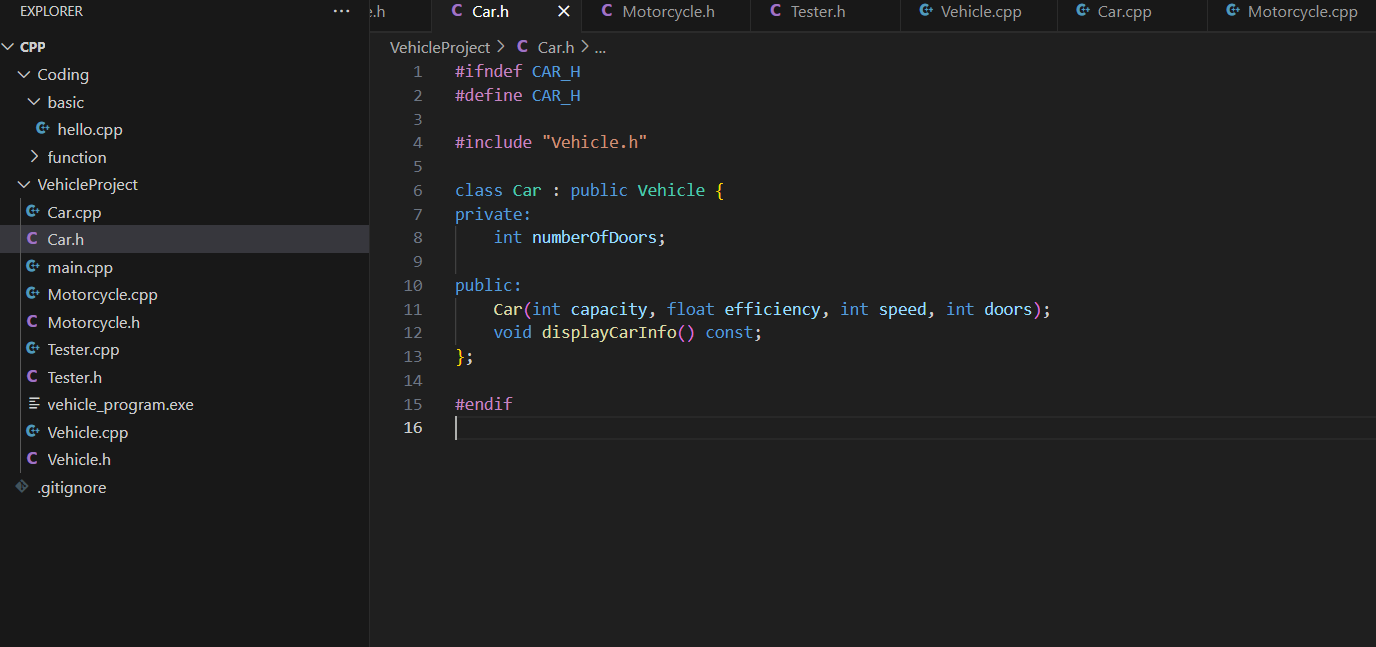 EXPLORER
···
CPP
Coding
basic
hello.cpp
function
VehicleProject
Car.cpp
Car.h
main.cpp
Motorcycle.cpp
Motorcycle.h
Tester.cpp
Tester.h
vehicle_program.exe
Vehicle.cpp
Vehicle.h
.gitignore
.h
C Car.h
C Motorcycle.h
C Tester.h
Vehicle.cpp
Car.cpp
Motorcycle.cpp
VehicleProject > C Car.h > ...
1 #ifndef CAR_H
2 #define CAR_H
3
4 #include "Vehicle.h"
5
6 class Car : public Vehicle {
7 private:
8     int numberOfDoors;
9
10 public:
11     Car(int capacity, float efficiency, int speed, int doors);
12     void displayCarInfo() const;
13 };
14
15 #endif
16